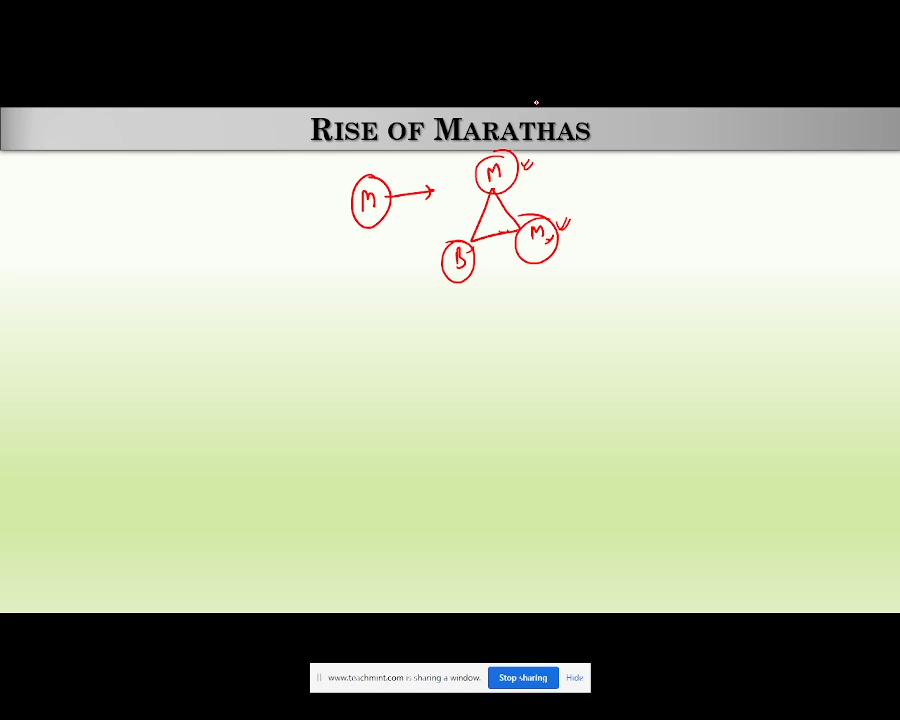 RISE OF MARATHAS
M
M
B
M
www.teachmint.com is sharing a window.
Stop sharing
Hide